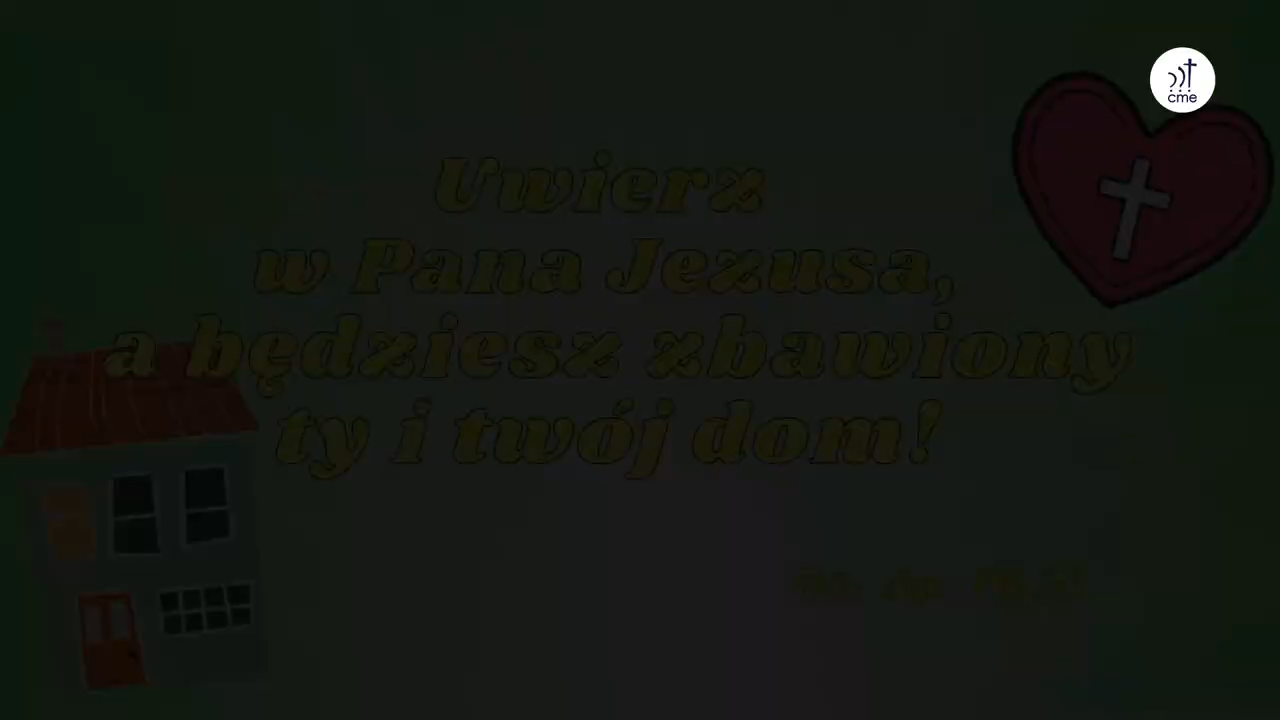 cme
Uwierz
w Pana Jezusa,
a będziesz zbawiony
ty i twój dom!